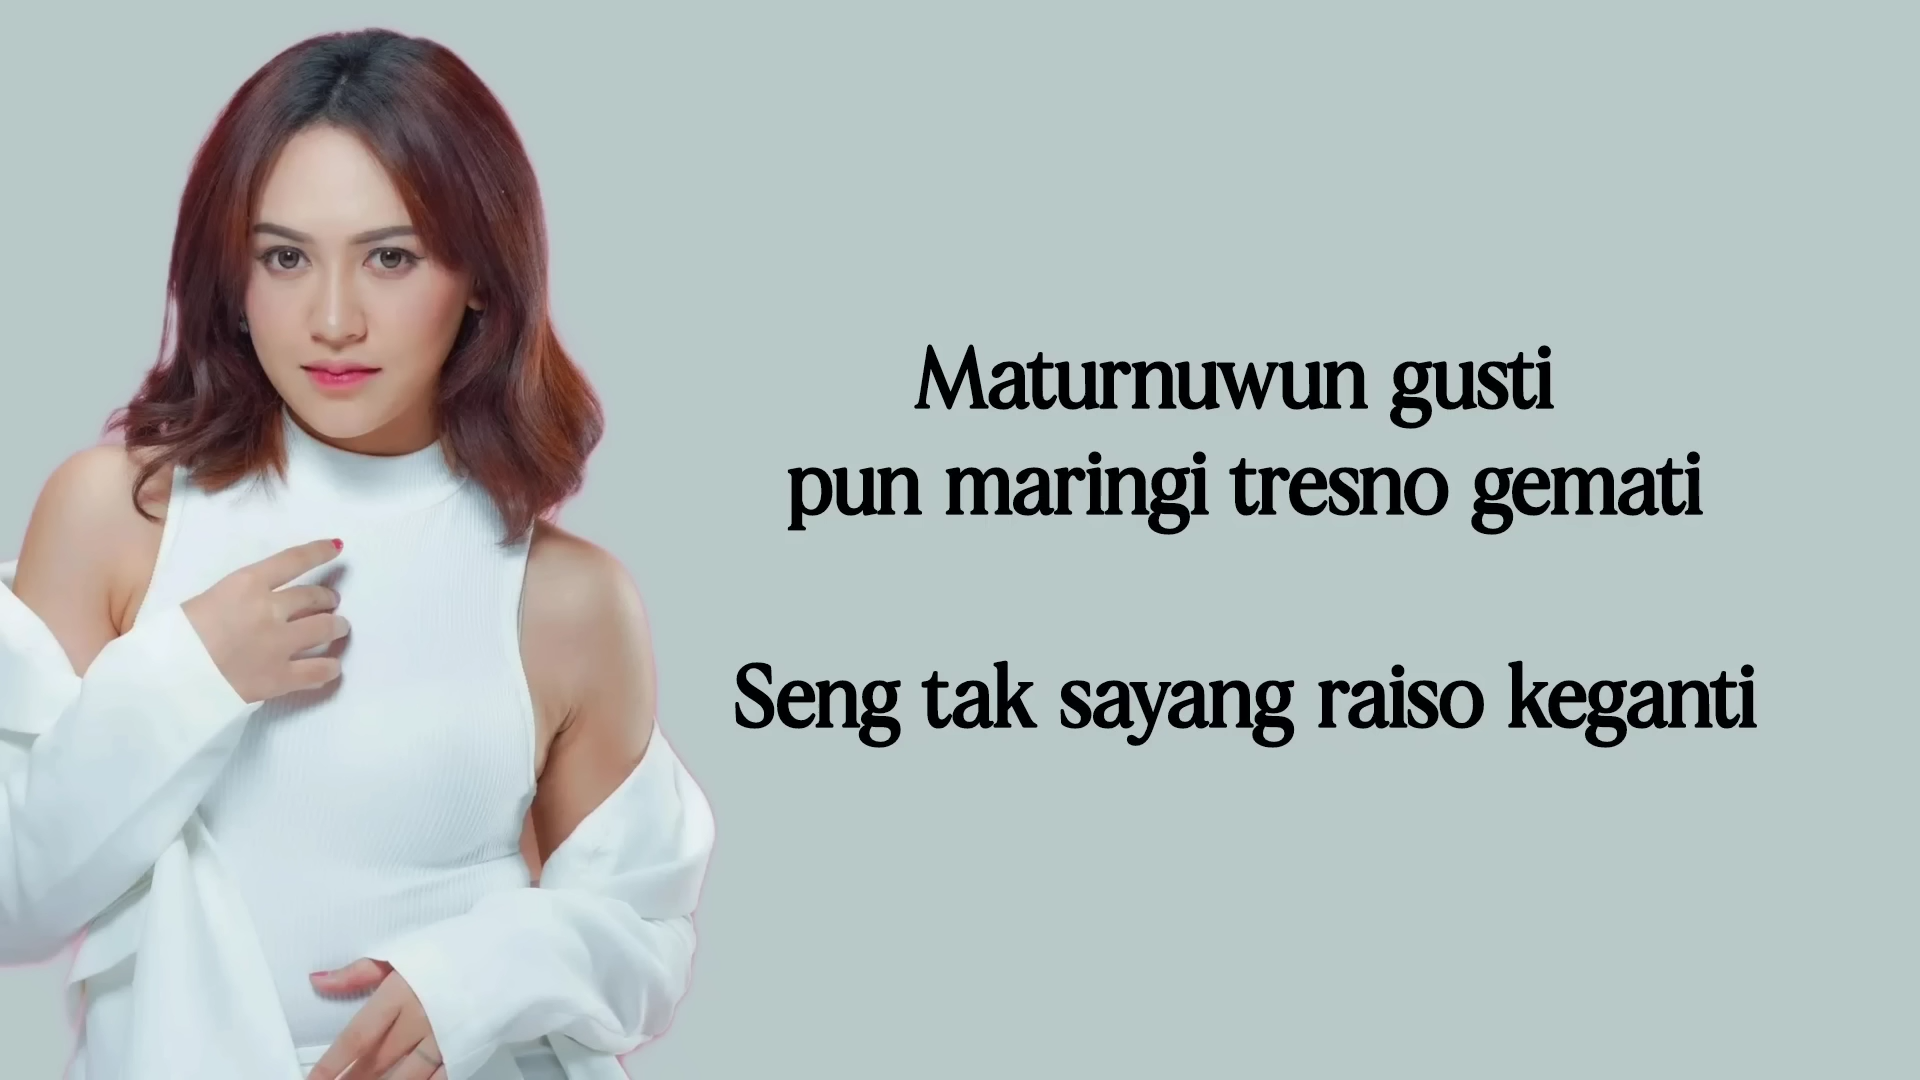 Maturnuwun gusti
pun maringi tresno gemati
Seng tak sayang raiso keganti